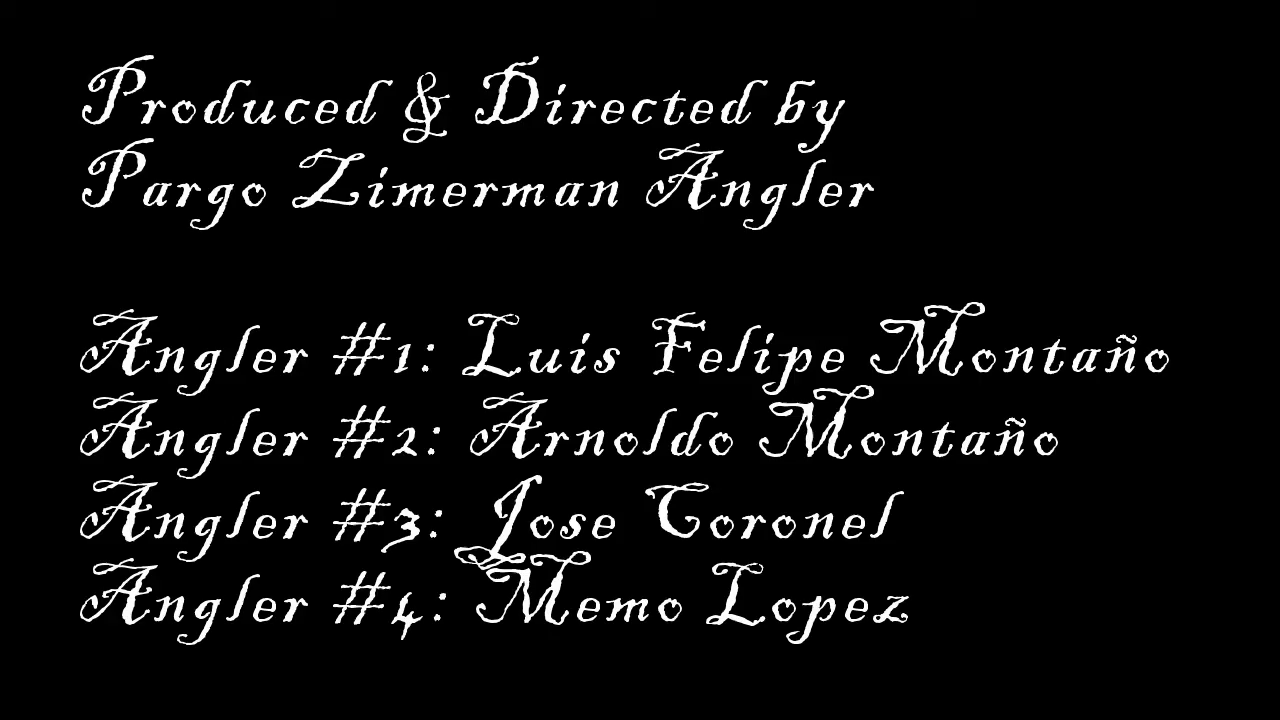 Produced & Directed by
Pargo Zimerman Angler
Angler #1: Luis Felipe Montaño
Angler #2: Arnoldo Montaño
Angler #3: Jose Coronel
Angler #4: Memo Lopez